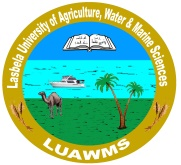 Lasbela University of Agriculture, Water & Marine Sciences
LUAWMS